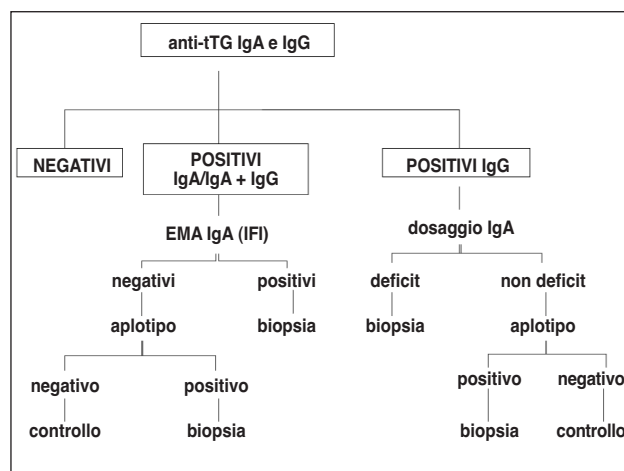 anti-tTG IgA e IgG
NEGATIVI
POSITIVI
IgA/IgA + IgG
POSITIVI IgG
EMA IgA (IFI)
dosaggio IgA
negativi
positivi
deficit
non deficit
aplotipo
biopsia
biopsia
aplotipo
negativo
positivo
positivo
negativo
controllo
biopsia
biopsia
controllo